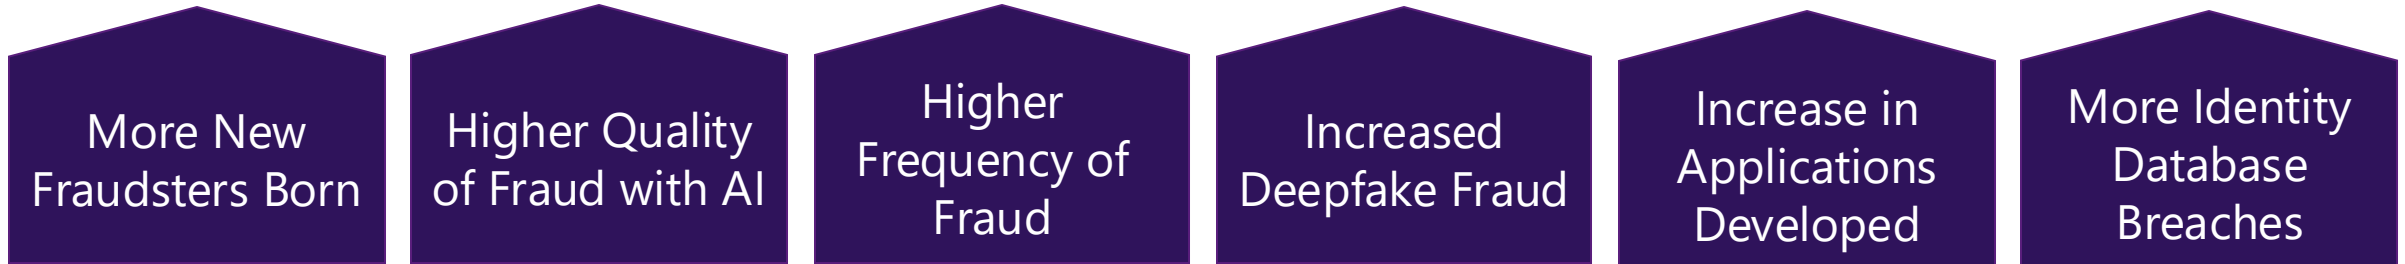 More New
Fraudsters Born
Higher Quality
of Fraud with AI
Higher
Frequency of
Fraud
Increased
Deepfake Fraud
Increase in
Applications
Developed
More Identity
Database
Breaches